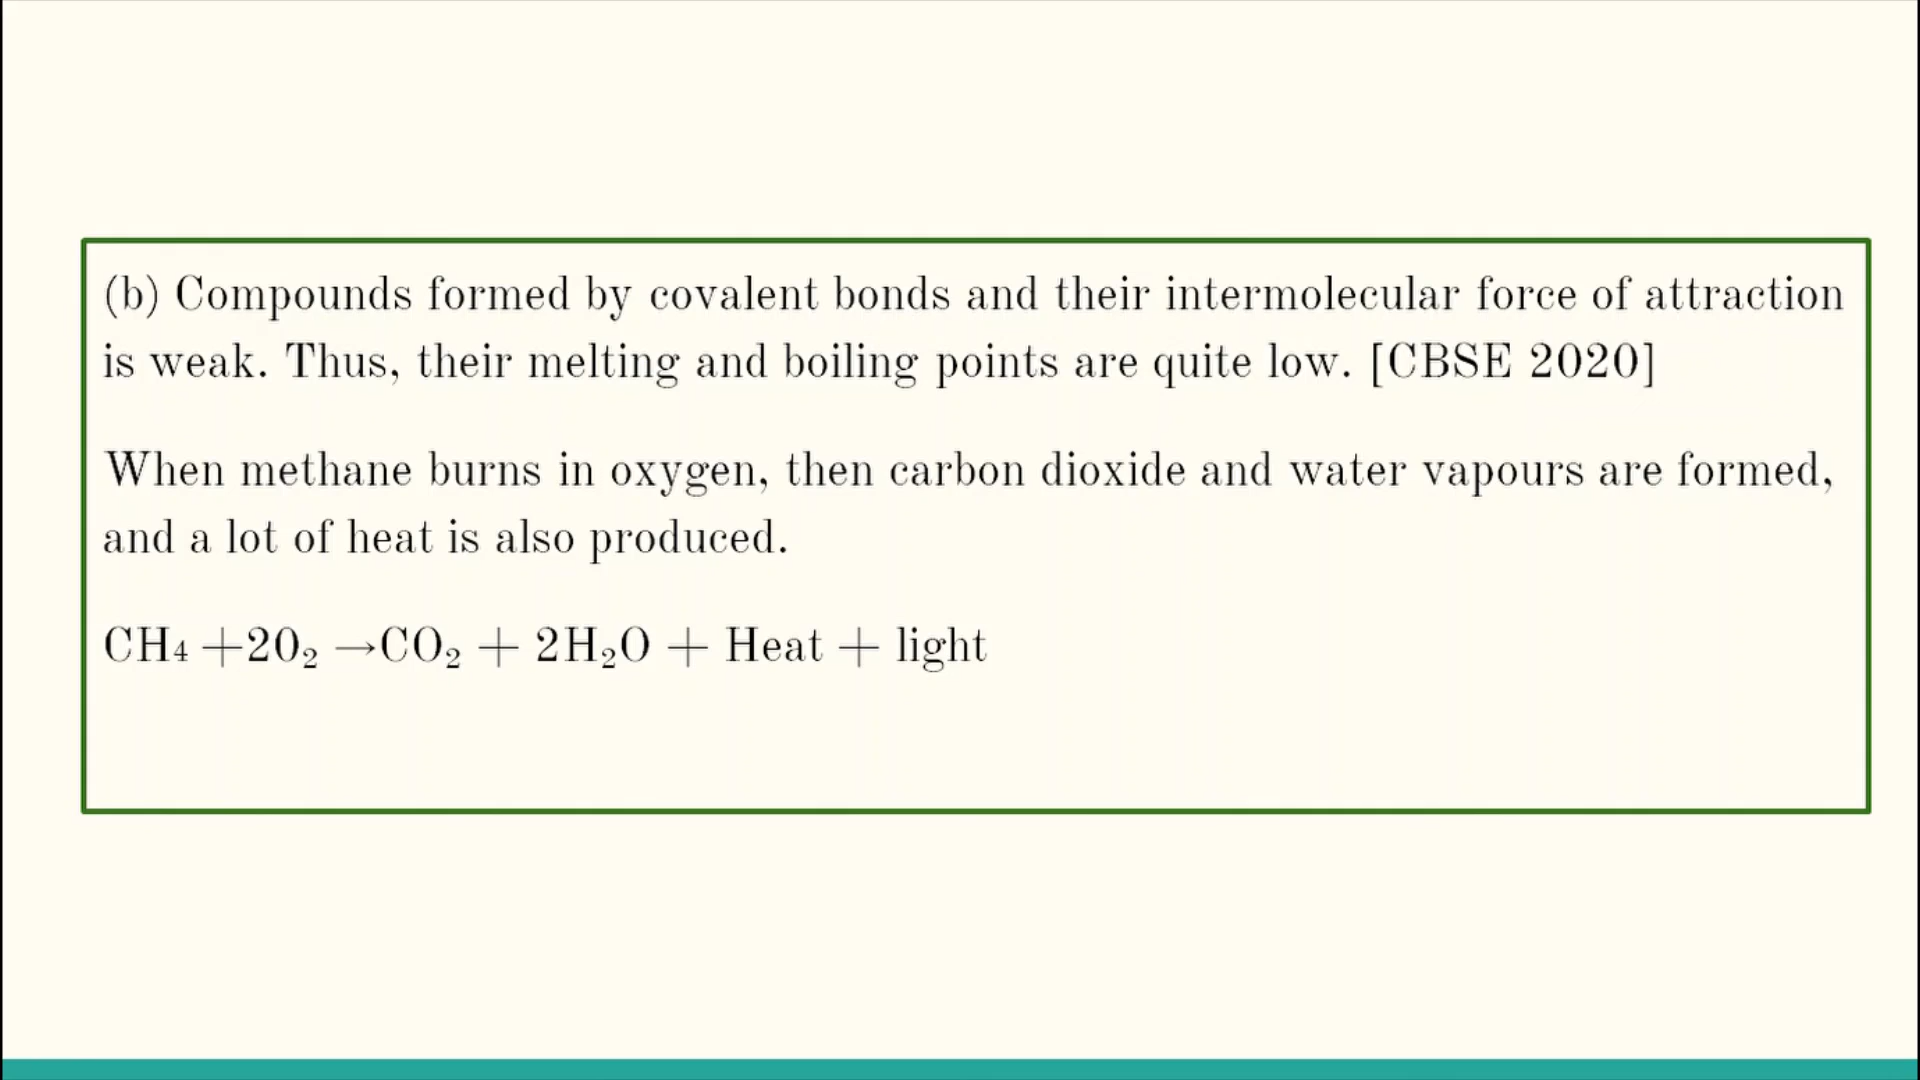 (b) Compounds formed by covalent bonds and their intermolecular force of attraction
is weak. Thus, their melting and boiling points are quite low. [CBSE 2020]
When methane burns in oxygen, then carbon dioxide and water vapours are formed,
and a lot of heat is also produced.
CH₄ +2O₂ →CO₂ + 2H₂O + Heat + light